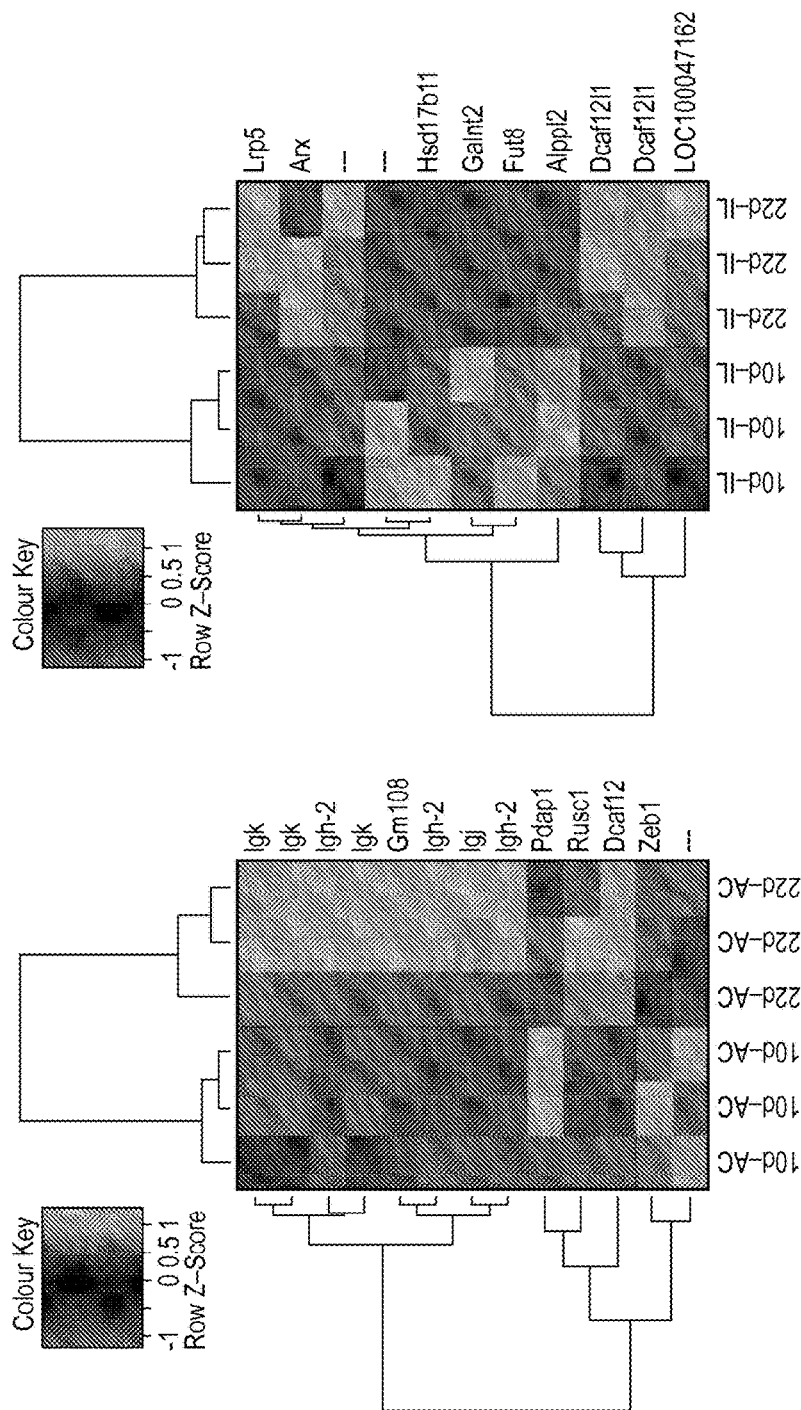 Colour Key
-1 0 0.5 1
Row Z-Score
Igk
Igk
Igh-2
Igk
Gm108
Igh-2
Igj
Igh-2
Pdap1
Rusc1
Dcaf12
Zeb1
---
10d-AC
10d-AC
10d-AC
22d-AC
22d-AC
22d-AC
Colour Key
-1 0 0.5 1
Row Z-Score
Lrp5
Arx
---
---
Hsd17b11
Galnt2
Fut8
Alppl2
Dcaf12l1
Dcaf12l1
LOC100047162
10d-IL
10d-IL
10d-IL
22d-IL
22d-IL
22d-IL